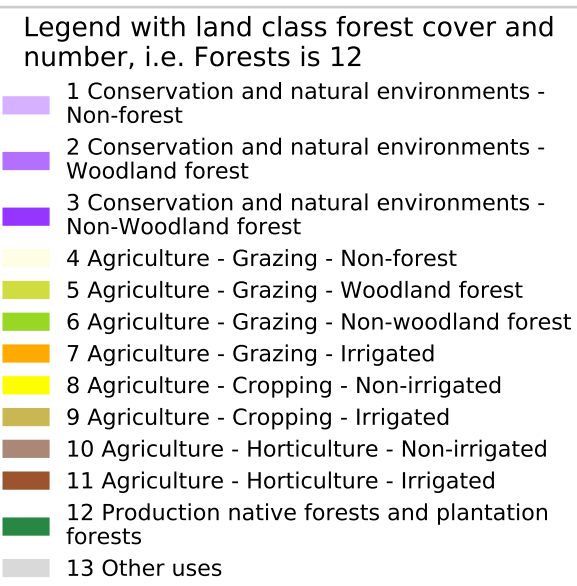 Legend with land class forest cover and
number, i.e. Forests is 12
1 Conservation and natural environments -
Non-forest
2 Conservation and natural environments -
Woodland forest
3 Conservation and natural environments -
Non-Woodland forest
4 Agriculture - Grazing - Non-forest
5 Agriculture - Grazing - Woodland forest
6 Agriculture - Grazing - Non-woodland forest
7 Agriculture - Grazing - Irrigated
8 Agriculture - Cropping - Non-irrigated
9 Agriculture - Cropping - Irrigated
10 Agriculture - Horticulture - Non-irrigated
11 Agriculture - Horticulture - Irrigated
12 Production native forests and plantation
forests
13 Other uses